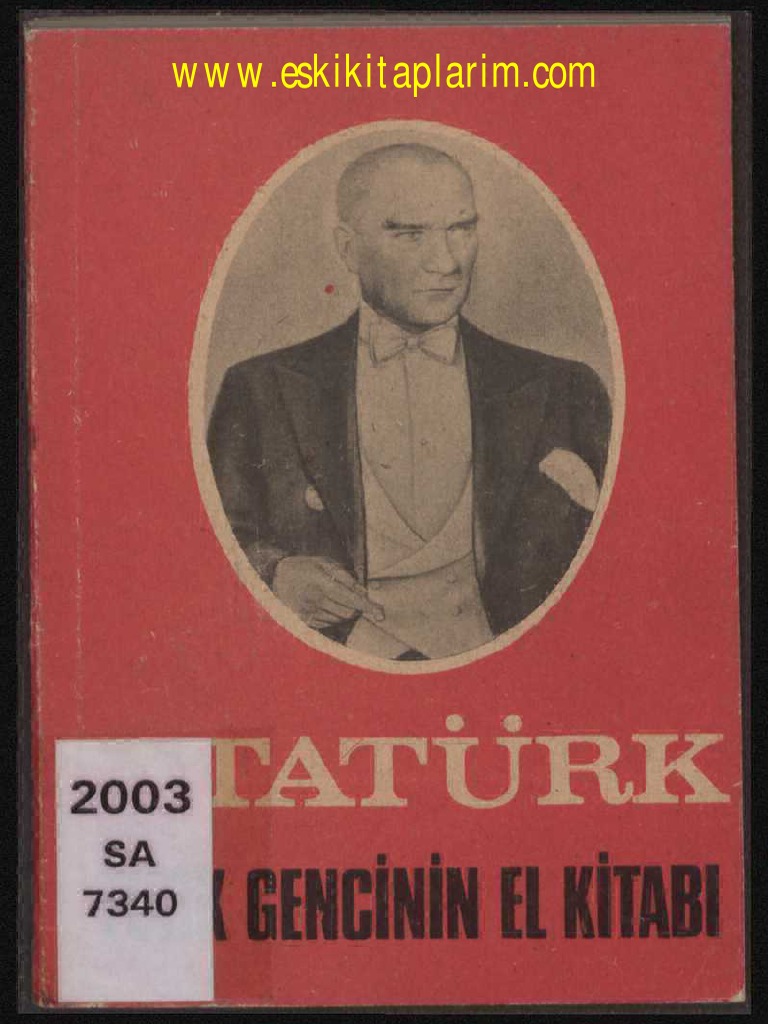 www.eskikitaplarim.com
TATÜRK
2003
SA
7340
K GENCİNİN EL KİTABI